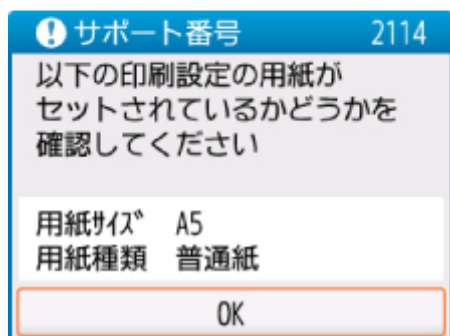 サポート番号 2114
以下の印刷設定の用紙が
セットされているかどうかを
確認してください
用紙ｻｲｽﾞ A5
用紙種類 普通紙
OK